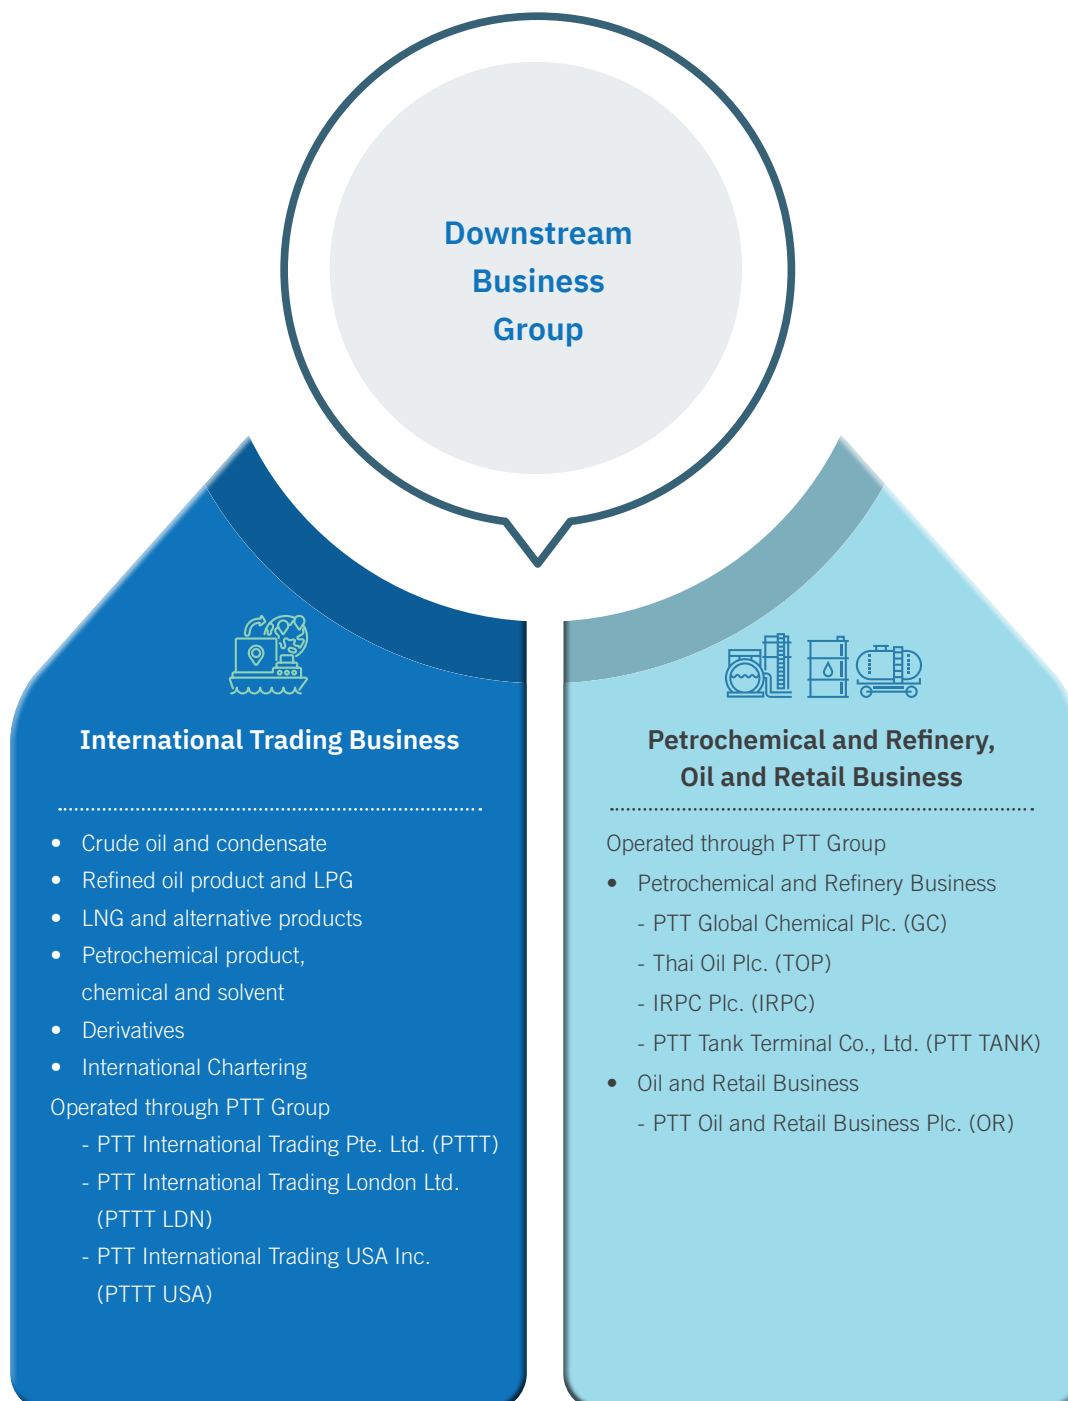 Downstream
Business
Group
International Trading Business
• Crude oil and condensate
• Refined oil product and LPG
• LNG and alternative products
• Petrochemical product,
chemical and solvent
• Derivatives
• International Chartering
Operated through PTT Group
- PTT International Trading Pte. Ltd. (PTTT)
- PTT International Trading London Ltd.
(PTTT LDN)
- PTT International Trading USA Inc.
(PTTT USA)
Petrochemical and Refinery,
Oil and Retail Business
Operated through PTT Group
• Petrochemical and Refinery Business
- PTT Global Chemical Plc. (GC)
- Thai Oil Plc. (TOP)
- IRPC Plc. (IRPC)
- PTT Tank Terminal Co., Ltd. (PTT TANK)
• Oil and Retail Business
- PTT Oil and Retail Business Plc. (OR)